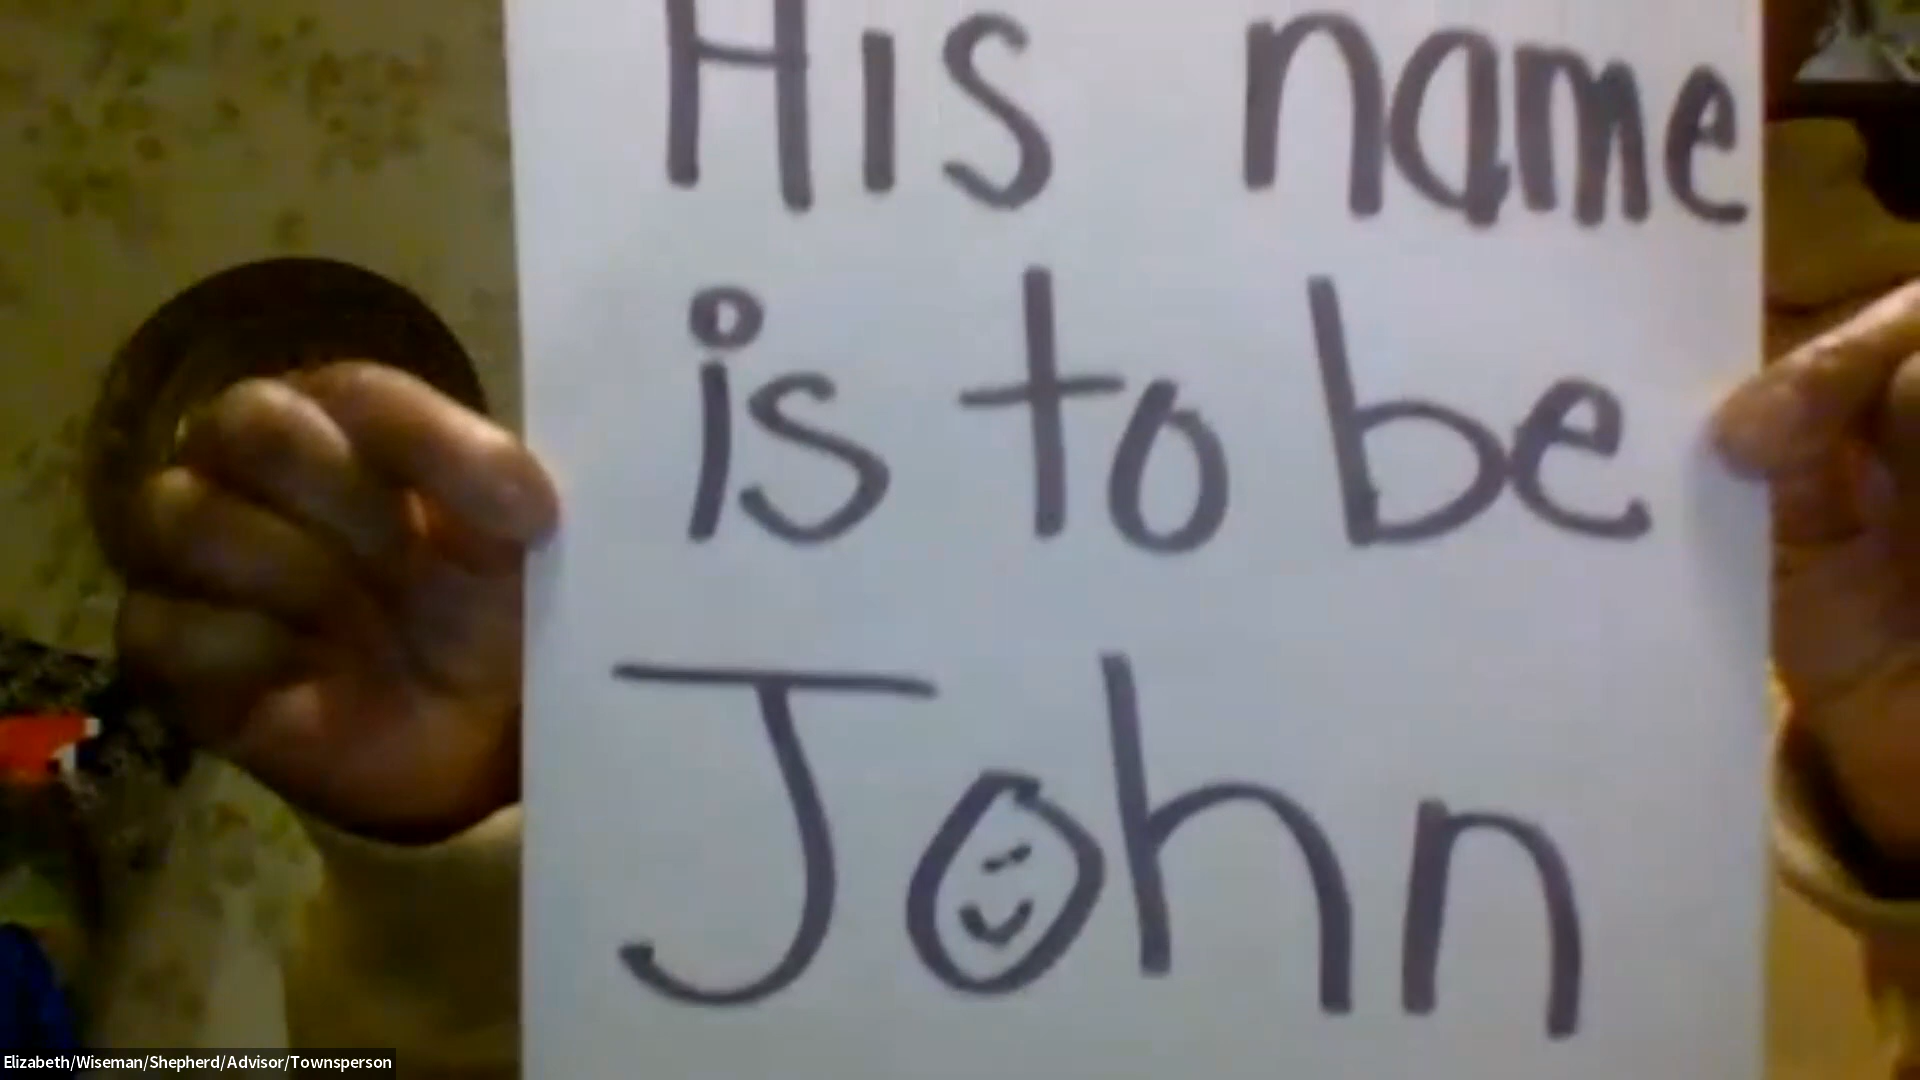 His name
is to be
John
Elizabeth/Wiseman/Shepherd/Advisor/Townsperson